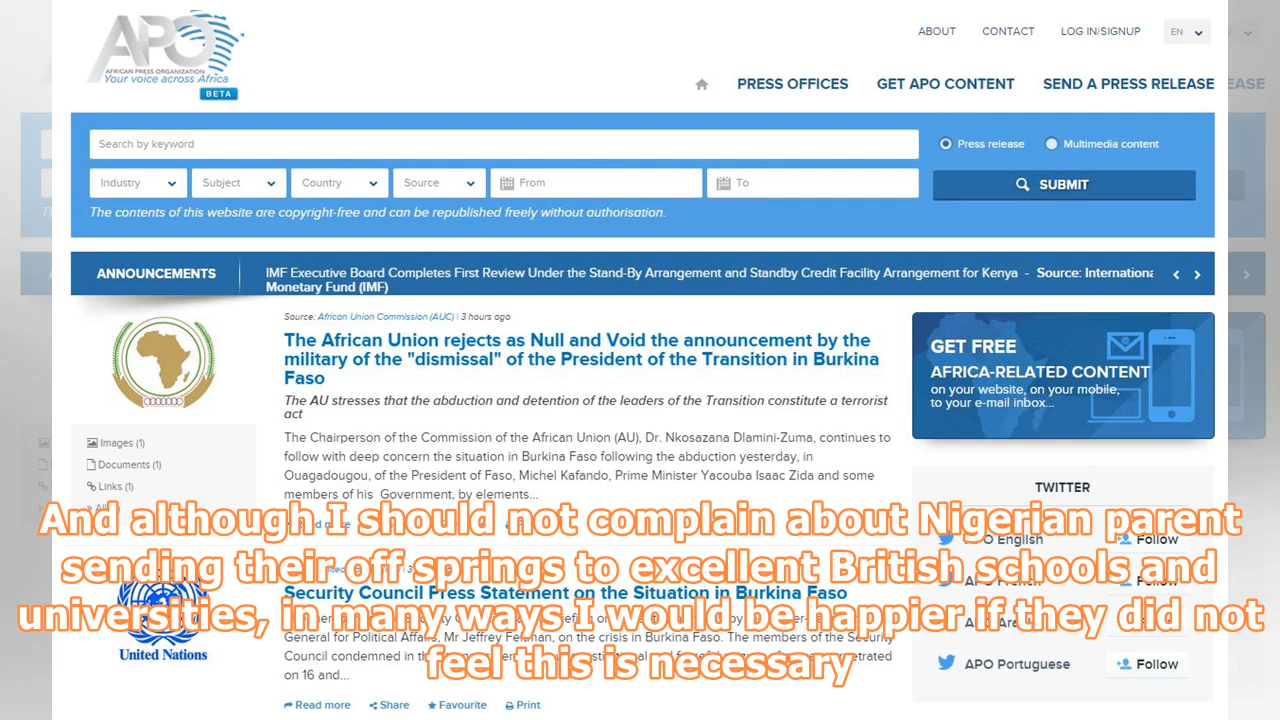 APO
AFRICAN PRESS ORGANIZATION
Your voice across Africa
BETA
ABOUT CONTACT LOG IN/SIGNUP EN
PRESS OFFICES GET APO CONTENT SEND A PRESS RELEASE
EASE
Search by keyword
Press release Multimedia content
Industry Subject Country Source From To
SUBMIT
The contents of this website are copyright-free and can be republished freely without authorisation.
ANNOUNCEMENTS
IMF Executive Board Completes First Review Under the Stand-By Arrangement and Standby Credit Facility Arrangement for Kenya - Source: Internationa
Monetary Fund (IMF)
Source: African Union Commission (AUC) | 3 hours ago
The African Union rejects as Null and Void the announcement by the
military of the "dismissal" of the President of the Transition in Burkina
Faso
The AU stresses that the abduction and detention of the leaders of the Transition constitute a terrorist
act
The Chairperson of the Commission of the African Union (AU), Dr. Nkosazana Dlamini-Zuma, continues to
follow with deep concern the situation in Burkina Faso following the abduction yesterday, in
Ouagadougou, of the President of Faso, Michel Kafando, Prime Minister Yacouba Isaac Zida and some
members of his Government, by elements...
Images (1)
Documents (1)
Links (1)
GET FREE
AFRICA-RELATED CONTENT
on your website, on your mobile,
to your e-mail inbox...
TWITTER
APO English Follow
Follow
Follow
APO Portuguese Follow
And although I should not complain about Nigerian parent
sending their off springs to excellent British schools and
universities, in many ways I would be happier if they did not
feel this is necessary
Security Council Press Statement on the Situation in Burkina Faso
General for Political Affairs, Mr Jeffrey Feltman, on the crisis in Burkina Faso. The members of the Security
Council condemned in the
on 16 and...
United Nations
Read more Share Favourite Print